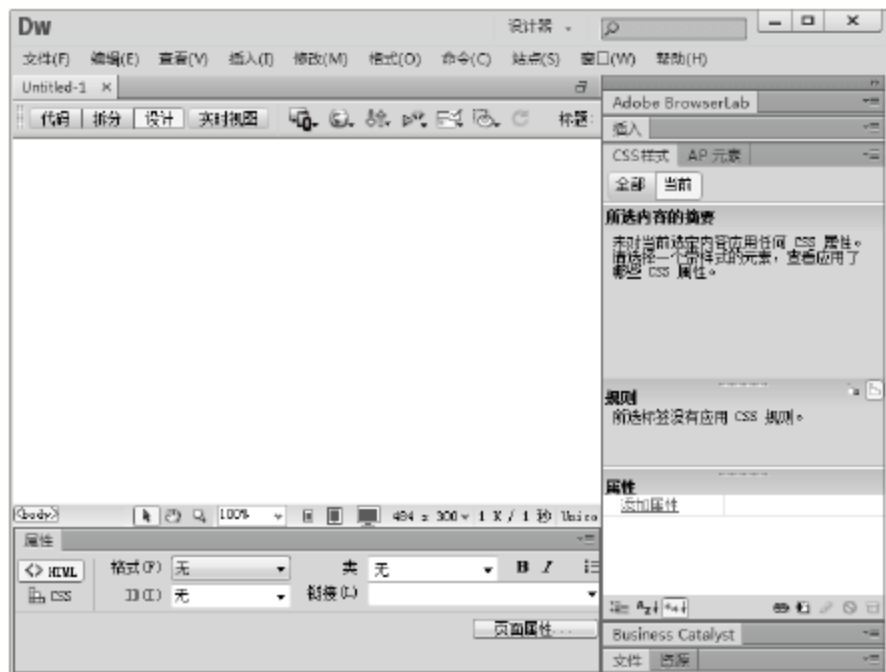 Dw 设计器
文件(F) 编辑(E) 查看(V) 插入(I) 修改(M) 格式(O) 命令(C) 站点(S) 窗口(W) 帮助(H)
Untitled-1 ×
代码 拆分 设计 实时视图 标题:
Adobe BrowserLab
插入
CSS样式 AP 元素
全部 当前
所选内容的摘要
未对当前选定内容应用任何 CSS 属性。
请选择一个带样式的元素，查看应用了
哪些 CSS 属性。
规则
所选标签没有应用 CSS 规则。
属性
添加属性
<body> 100% 494 x 300 1 K / 1 秒 Unico
属性
<> HTML 格式(F) 无 类 无 B I
CSS ID(I) 无 链接(L)
页面属性...
Business Catalyst
文件 资源